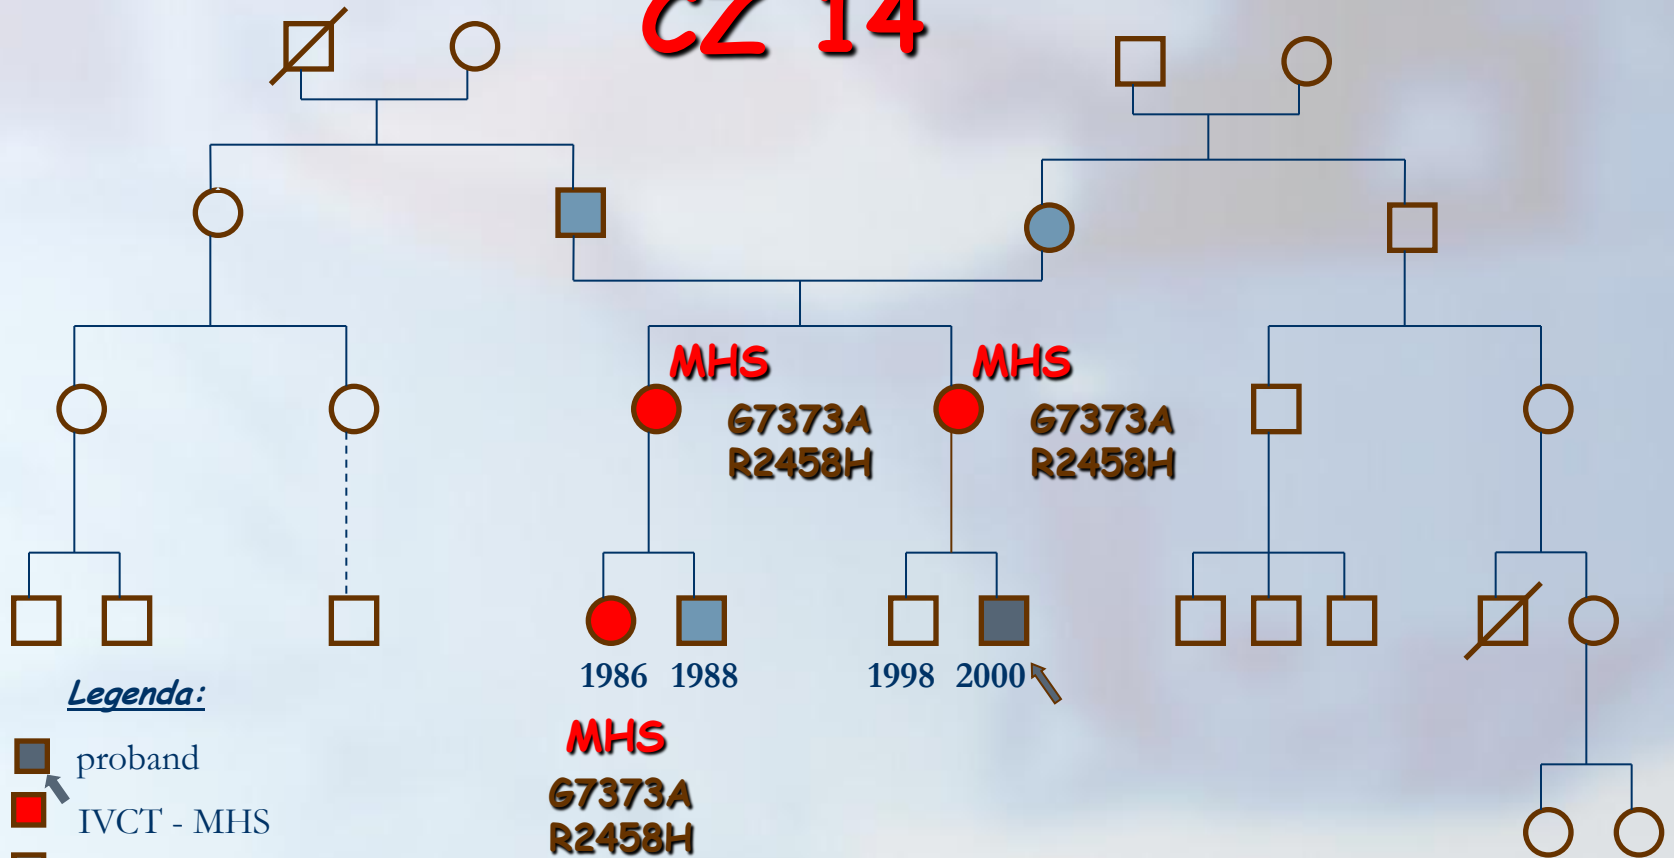 CZ 14
MHS
MHS
G7373A
R2458H
G7373A
R2458H
1986
1988
1998
2000
MHS
G7373A
R2458H
Legenda:
proband
IVCT - MHS